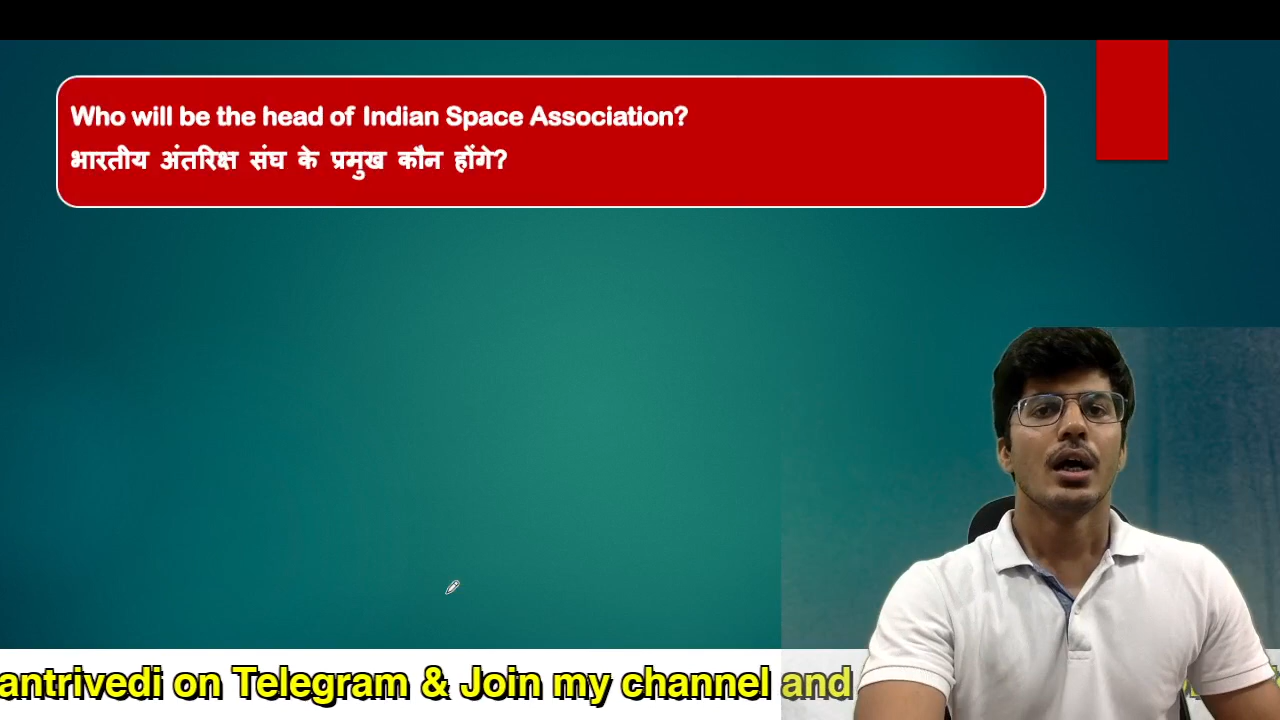 Who will be the head of Indian Space Association?
भारतीय अंतरिक्ष संघ के प्रमुख कौन होंगे?
antrivedi on Telegram & Join my channel and